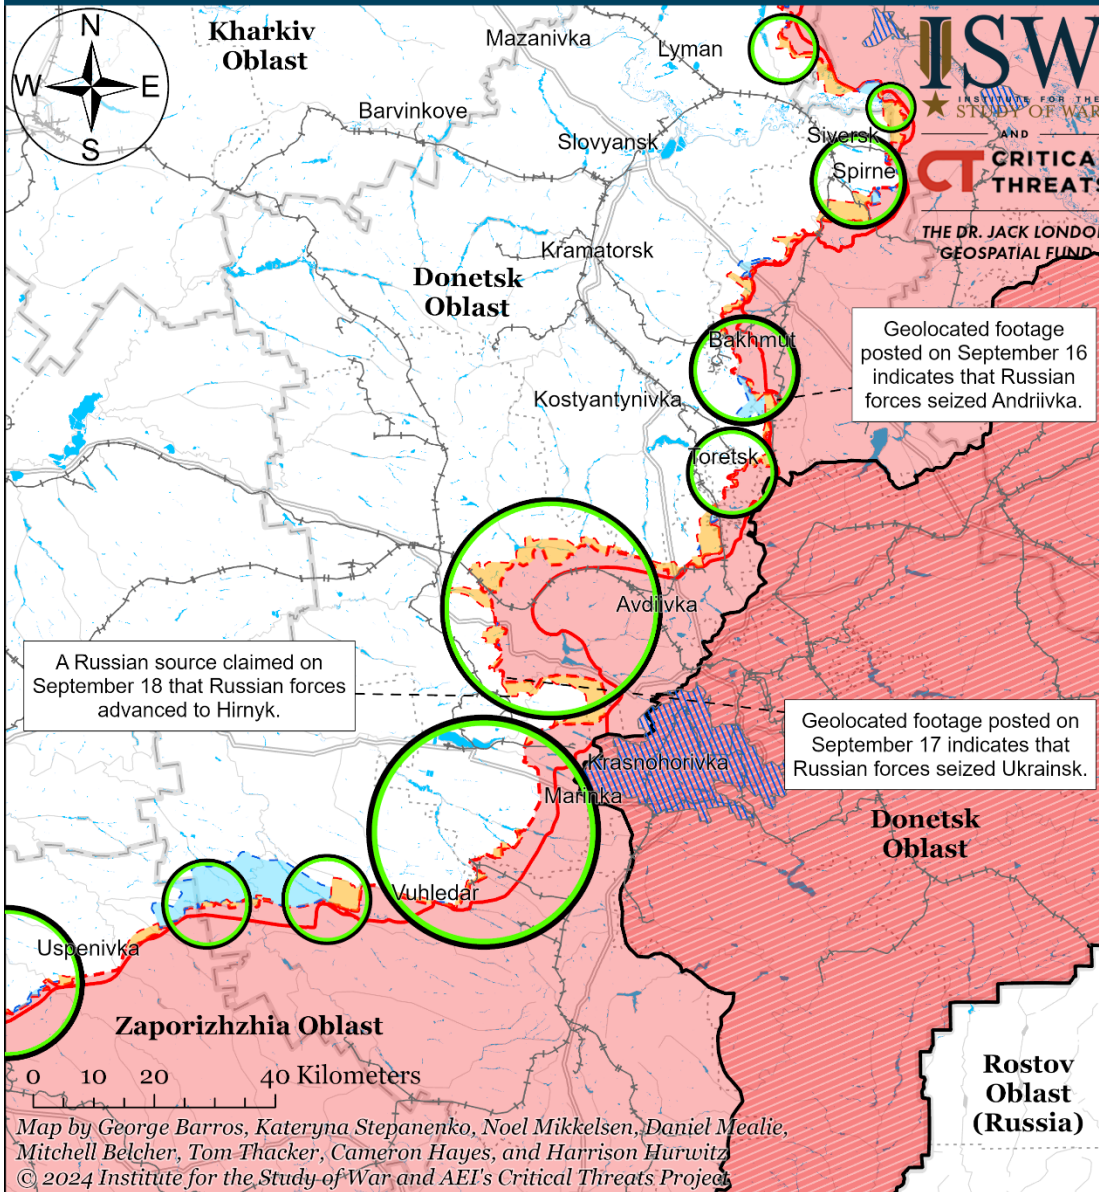 N
W
E
S
Kharkiv
Oblast
Mazanivka
Lyman
ISW
INSTITUTE FOR THE
STUDY OF WAR
AND
Barvinkove
Slovyansk
Siversk
Spirne
CT CRITICAL
THREATS
THE DR. JACK LONDON
GEOSPATIAL FUND
Kramatorsk
Donetsk
Oblast
Bakhmut
Geolocated footage
posted on September 16
indicates that Russian
forces seized Andriivka.
Kostyantynivka
Toretsk
Avdiivka
A Russian source claimed on
September 18 that Russian forces
advanced to Hirnyk.
Geolocated footage posted on
September 17 indicates that
Russian forces seized Ukrainsk.
Krasnohorivka
Marinka
Donetsk
Oblast
Vuhledar
Uspenivka
Zaporizhzhia Oblast
Rostov
Oblast
(Russia)
0 10 20 40 Kilometers
Map by George Barros, Kateryna Stepanenko, Noel Mikkelsen, Daniel Mealie,
Mitchell Belcher, Tom Thacker, Cameron Hayes, and Harrison Hurwitz
© 2024 Institute for the Study of War and AEI's Critical Threats Project